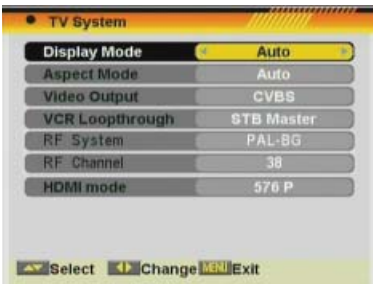 TV System
Display Mode Auto
Aspect Mode Auto
Video Output CVBS
VCR Loopthrough STB Master
RF System PAL-BG
RF Channel 38
HDMI mode 576 P
Select Change MENU Exit